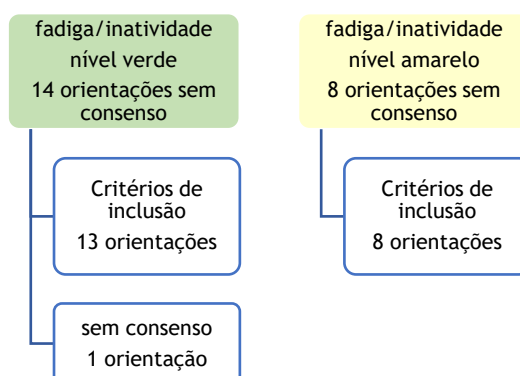 fadiga/inatividade
nível verde
14 orientações sem
consenso
Critérios de
inclusão
13 orientações
sem consenso
1 orientação
fadiga/inatividade
nível amarelo
8 orientações sem
consenso
Critérios de
inclusão
8 orientações